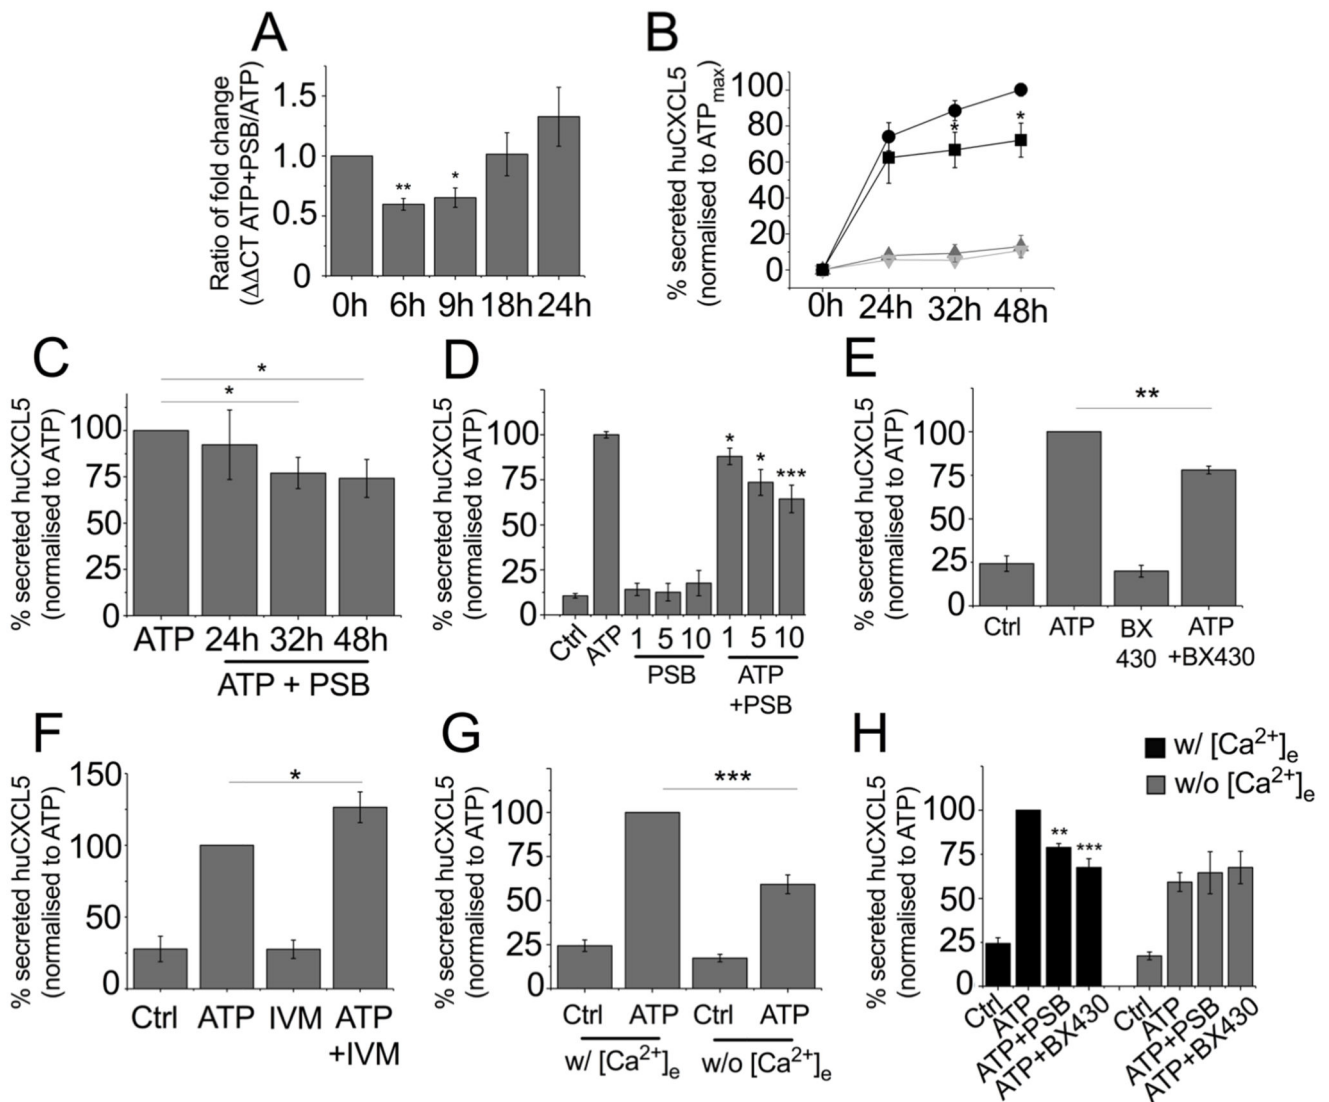 A
Ratio of fold change
(ΔΔCT ATP+PSB/ATP)
1.5
1.0
0.5
0
**
*
0h 6h 9h 18h 24h
B
% secreted huCXCL5
(normalised to ATPmax)
100
80
60
40
20
0
*
*
0h 24h 32h 48h
C
% secreted huCXCL5
(normalised to ATP)
100
75
50
25
0
*
*
ATP 24h 32h 48h
ATP + PSB
D
% secreted huCXCL5
(normalised to ATP)
100
75
50
25
0
*
*
***
Ctrl ATP 1 5 10 1 5 10
PSB ATP
+PSB
E
% secreted huCXCL5
(normalised to ATP)
100
75
50
25
0
**
Ctrl ATP BX ATP
430 +BX430
F
% secreted huCXCL5
(normalised to ATP)
150
100
50
0
*
Ctrl ATP IVM ATP
+IVM
G
% secreted huCXCL5
(normalised to ATP)
100
75
50
25
0
***
Ctrl ATP Ctrl ATP
w/ [Ca²⁺]e w/o [Ca²⁺]e
H
w/ [Ca²⁺]e
w/o [Ca²⁺]e
% secreted huCXCL5
(normalised to ATP)
100
75
50
25
0
**
***
Ctrl
ATP
ATP+PSB
ATP+BX430
Ctrl
ATP
ATP+PSB
ATP+BX430